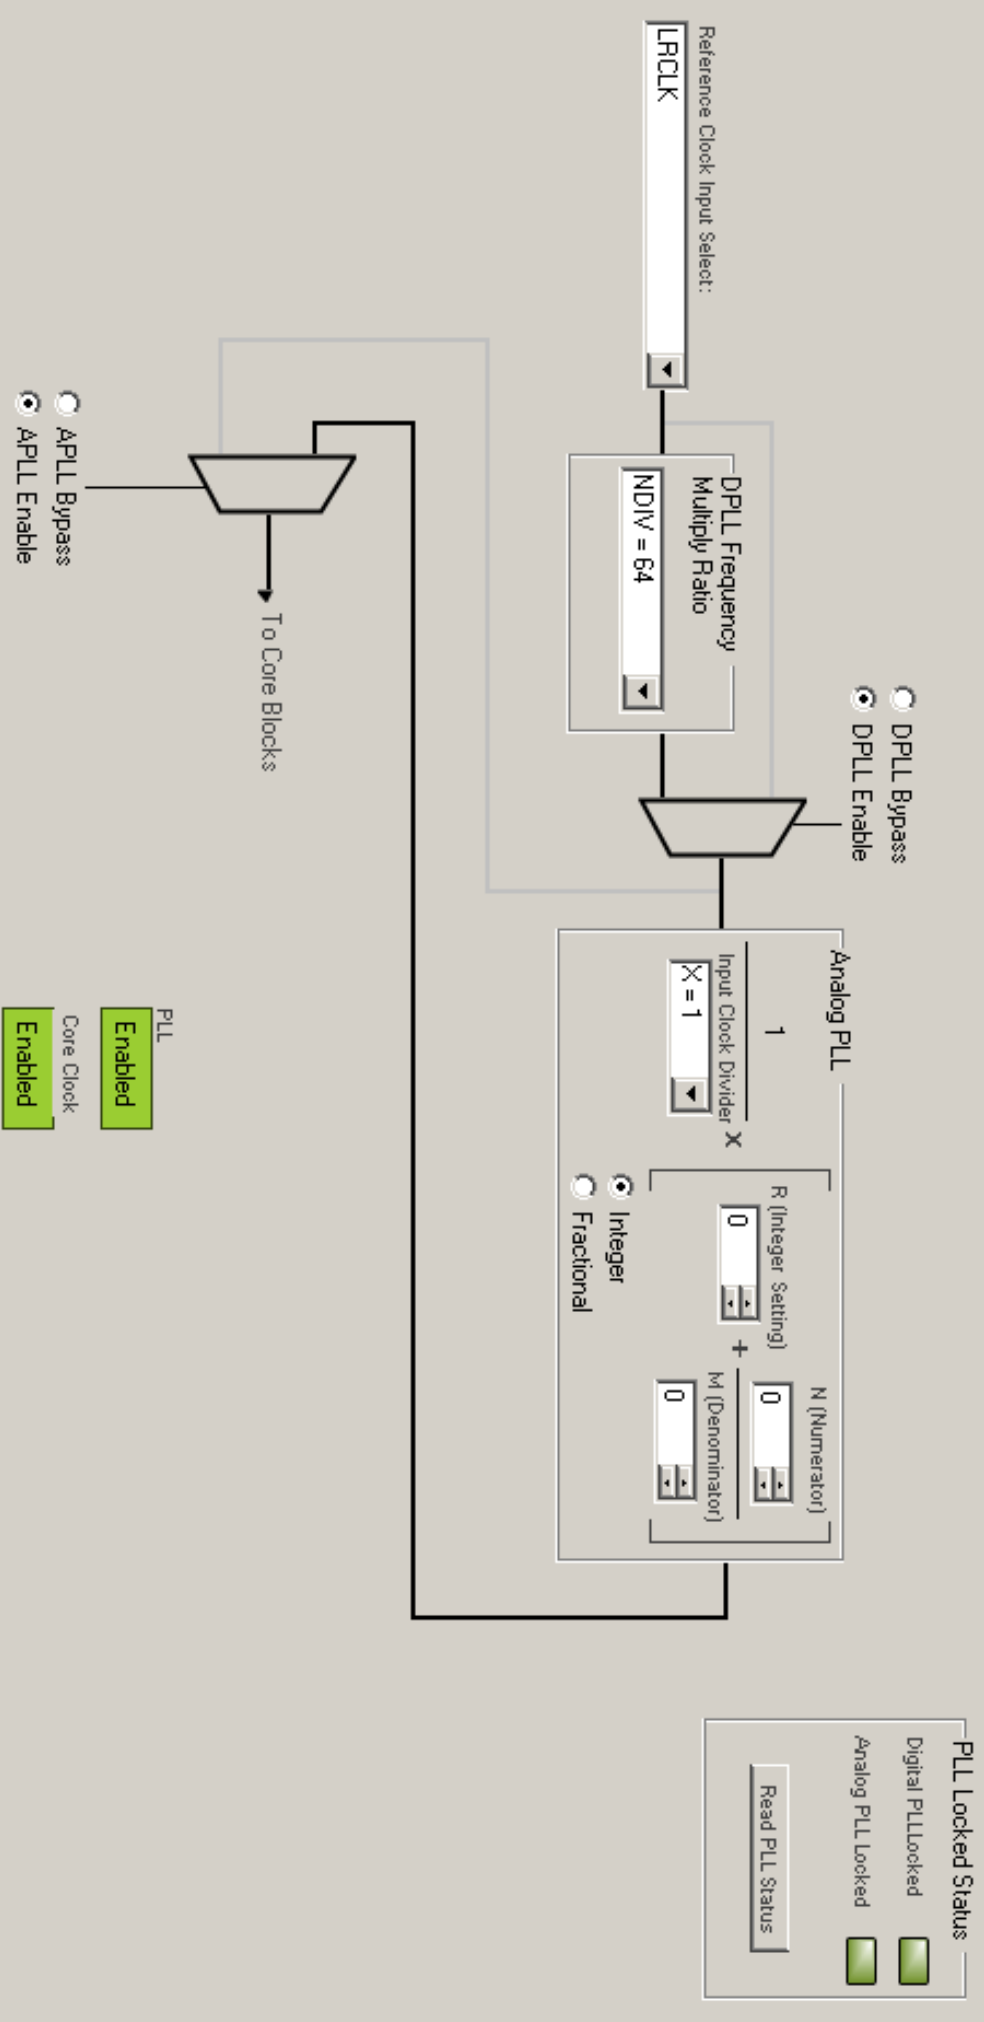 Reference Clock Input Select:
LRCLK
DPLL Frequency
Multiply Ratio
NDIV = 64
DPLL Bypass
DPLL Enable
Analog PLL
1
Input Clock Divider
X = 1
x
R (Integer Setting)
0
+
N (Numerator)
0
M (Denominator)
0
Integer
Fractional
PLL Locked Status
Digital PLLLocked
Analog PLL Locked
Read PLL Status
To Core Blocks
APLL Bypass
APLL Enable
PLL
Enabled
Core Clock
Enabled